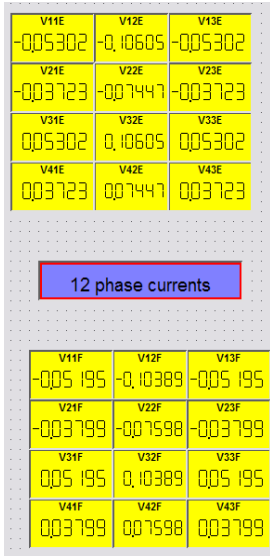 V11E V12E V13E
-0,05302 -0,10605 -0,05302
V21E V22E V23E
-0,03723 -0,07447 -0,03723
V31E V32E V33E
0,05302 0,10605 0,05302
V41E V42E V43E
0,03723 0,07447 0,03723
12 phase currents
V11F V12F V13F
-0,05195 -0,10389 -0,05195
V21F V22F V23F
-0,03799 -0,07598 -0,03799
V31F V32F V33F
0,05195 0,10389 0,05195
V41F V42F V43F
0,03799 0,07598 0,03799